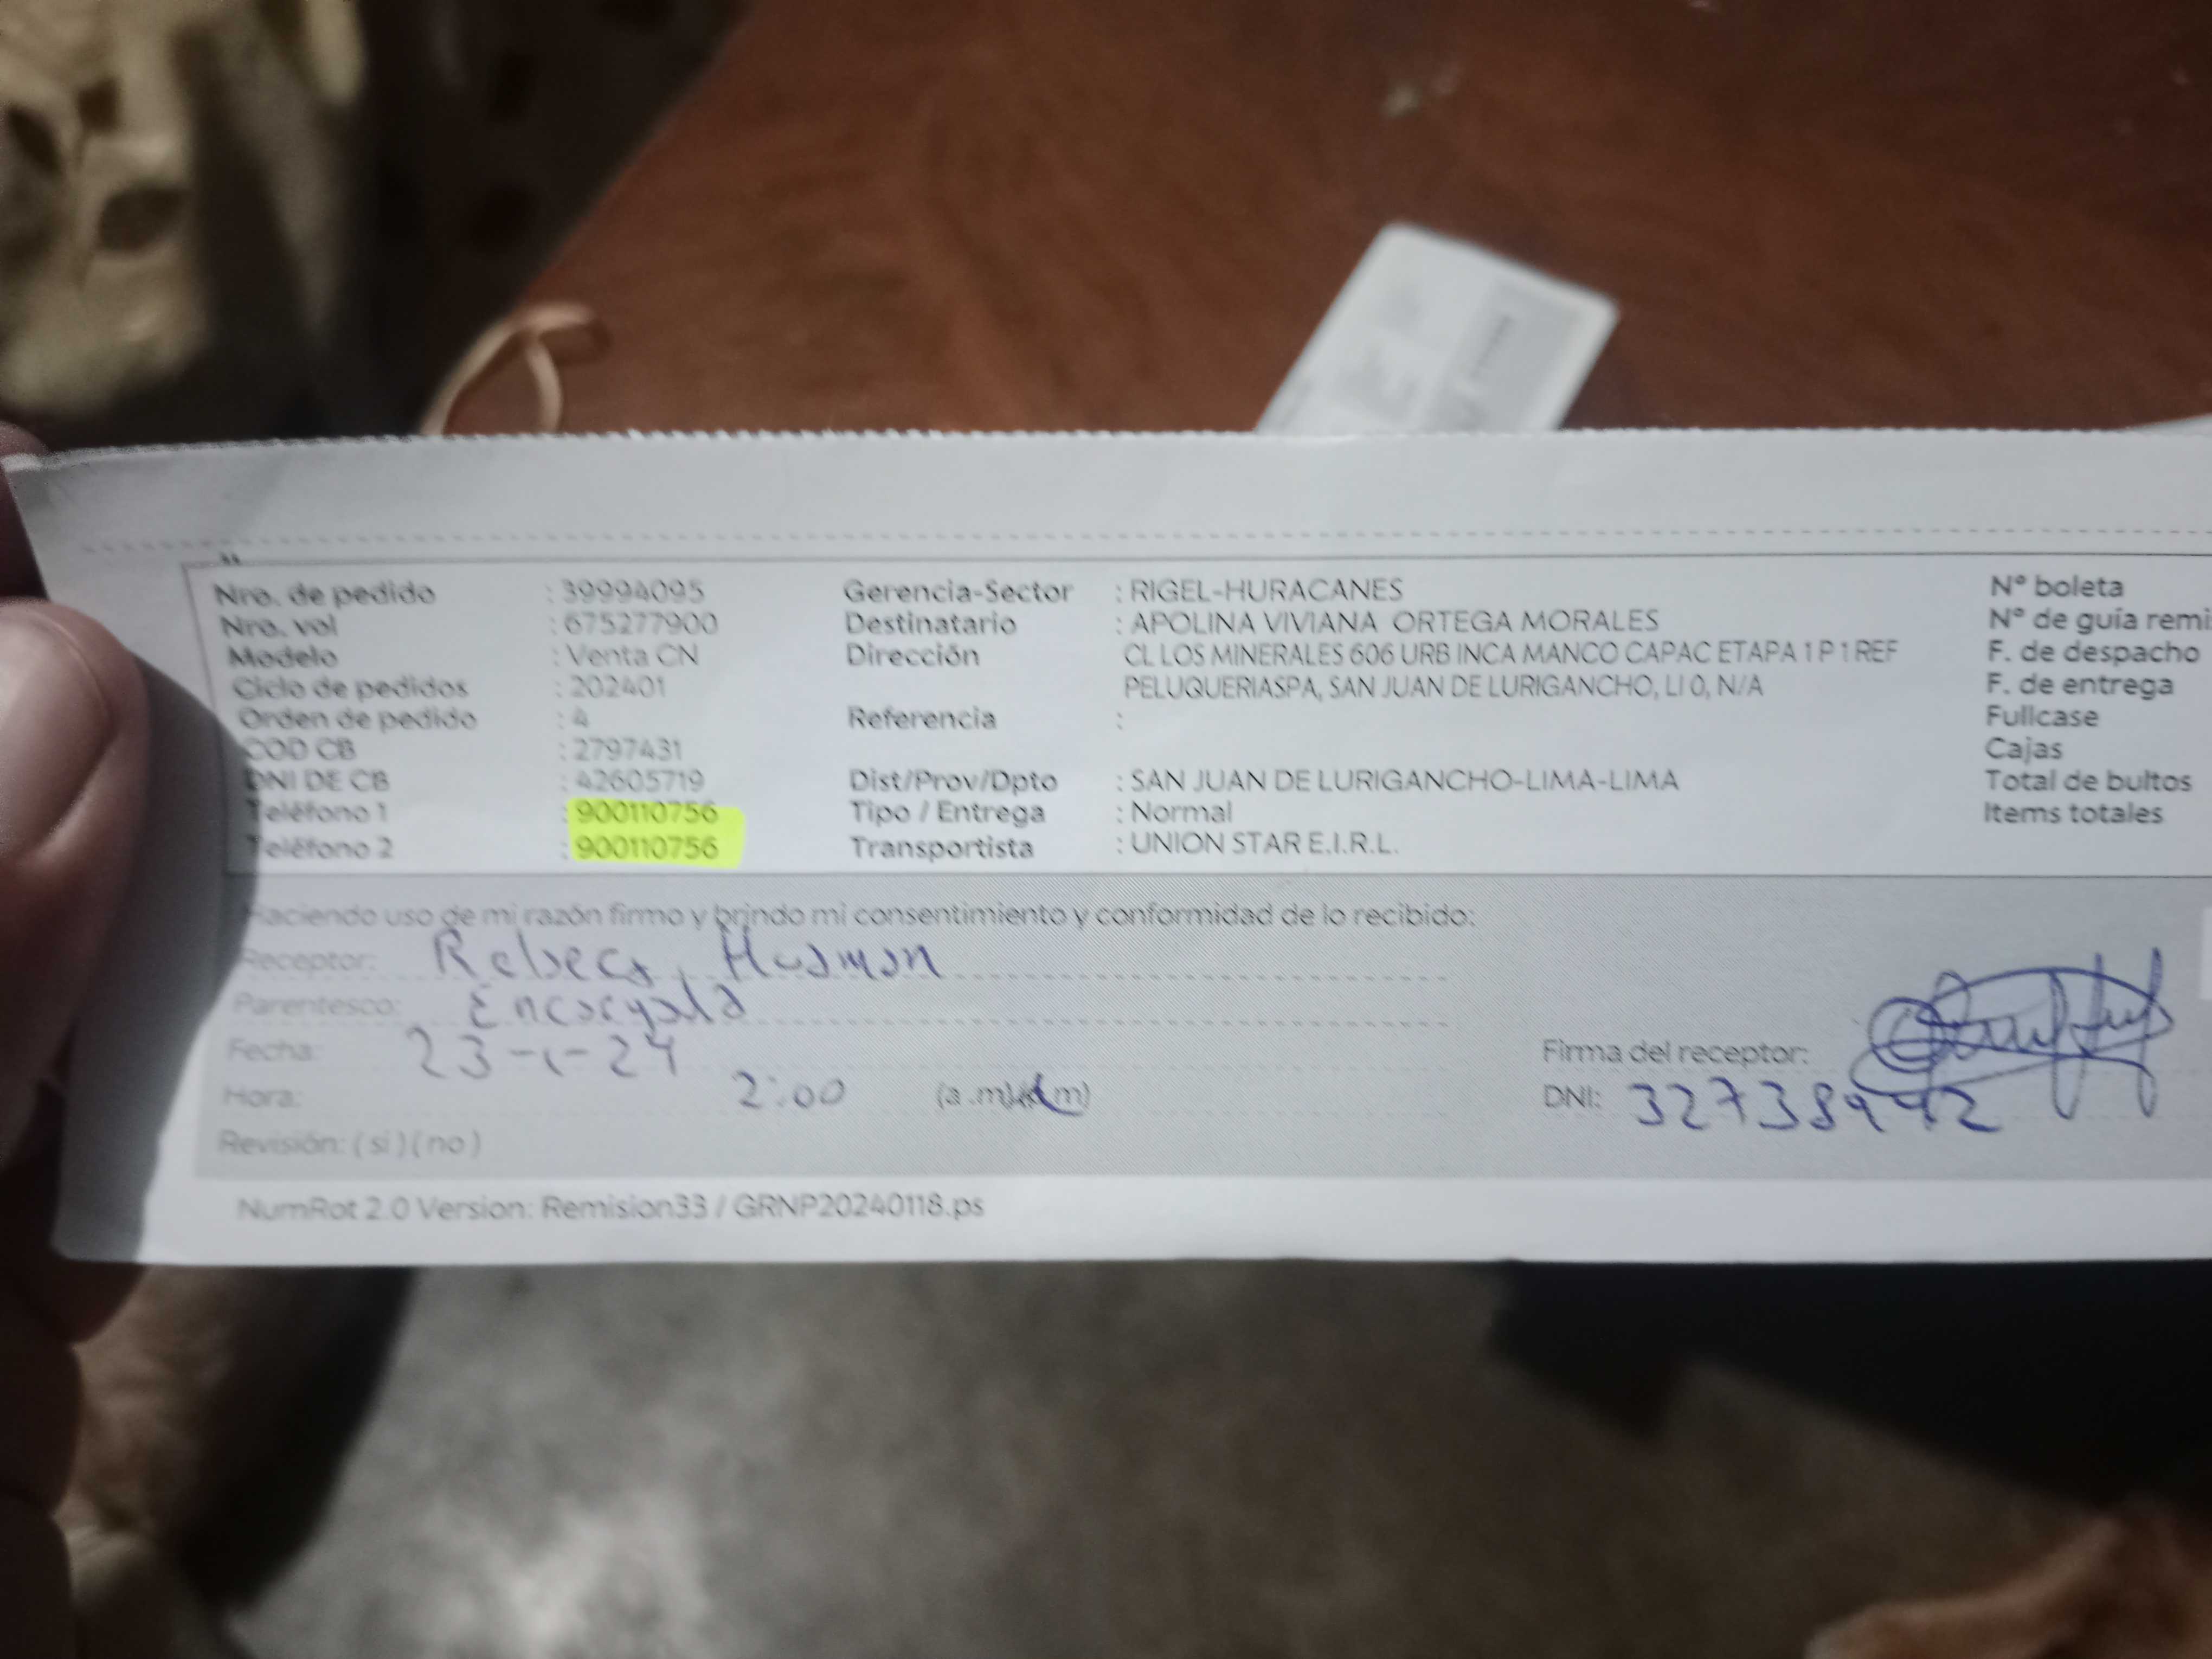 Nro. de pedido : 39994095 Gerencia-Sector : RIGEL-HURACANES N° boleta
Nro. vol : 675277900 Destinatario : APOLINA VIVIANA ORTEGA MORALES N° de guía remi
Modelo : Venta CN Dirección CL LOS MINERALES 606 URB INCA MANCO CAPAC ETAPA 1 P 1 REF F. de despacho
Ciclo de pedidos : 202401 PELUQUERIASPA, SAN JUAN DE LURIGANCHO, LI 0, N/A F. de entrega
Orden de pedido : 4 Referencia : Fullcase
COD CB : 2797431 Cajas
DNI DE CB : 42605719 Dist/Prov/Dpto : SAN JUAN DE LURIGANCHO-LIMA-LIMA Total de bultos
Teléfono 1 : 900110756 Tipo / Entrega : Normal Items totales
Teléfono 2 : 900110756 Transportista : UNION STAR E.I.R.L.
Haciendo uso de mi razón firmo y brindo mi consentimiento y conformidad de lo recibido:
Receptor: Rebeca Huaman
Parentesco: Encargada
Fecha: 23-1-24 Firma del receptor:
Hora: 2:00 (a.m) DNI: 32738942
Revisión: ( si ) ( no )
NumRot 2.0 Version: Remision33 / GRNP20240118.ps